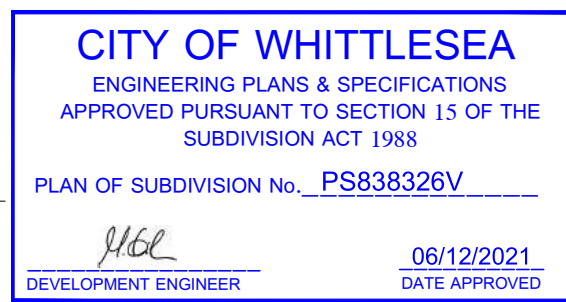 CITY OF WHITTLESEA
ENGINEERING PLANS & SPECIFICATIONS
APPROVED PURSUANT TO SECTION 15 OF THE
SUBDIVISION ACT 1988
PLAN OF SUBDIVISION No. PS838326V
06/12/2021
DEVELOPMENT ENGINEER DATE APPROVED